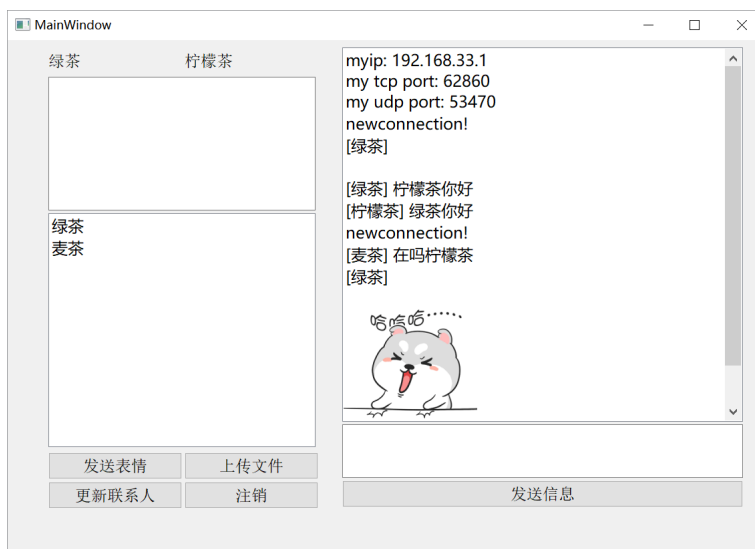 MainWindow
绿茶 柠檬茶
绿茶
麦茶
发送表情 上传文件
更新联系人 注销
myip: 192.168.33.1
my tcp port: 62860
my udp port: 53470
newconnection!
[绿茶]
[绿茶] 柠檬茶你好
[柠檬茶] 绿茶你好
newconnection!
[麦茶] 在吗柠檬茶
[绿茶]
哈哈哈······
发送信息